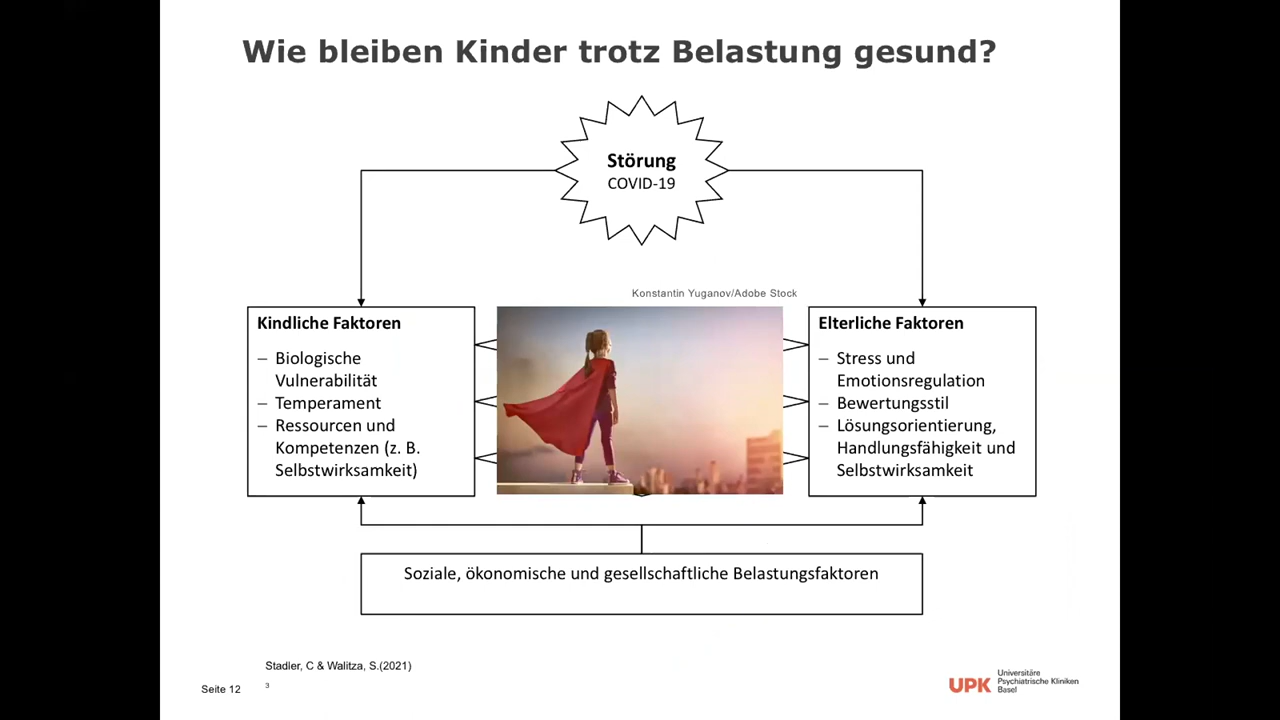 Wie bleiben Kinder trotz Belastung gesund?
Störung
COVID-19
Konstantin Yuganov/Adobe Stock
Kindliche Faktoren
– Biologische
Vulnerabilität
– Temperament
– Ressourcen und
Kompetenzen (z. B.
Selbstwirksamkeit)
Elterliche Faktoren
– Stress und
Emotionsregulation
– Bewertungsstil
– Lösungsorientierung,
Handlungsfähigkeit und
Selbstwirksamkeit
Soziale, ökonomische und gesellschaftliche Belastungsfaktoren
Stadler, C & Walitza, S.(2021)
Seite 12
3
UPK
Universitäre
Psychiatrische Kliniken
Basel